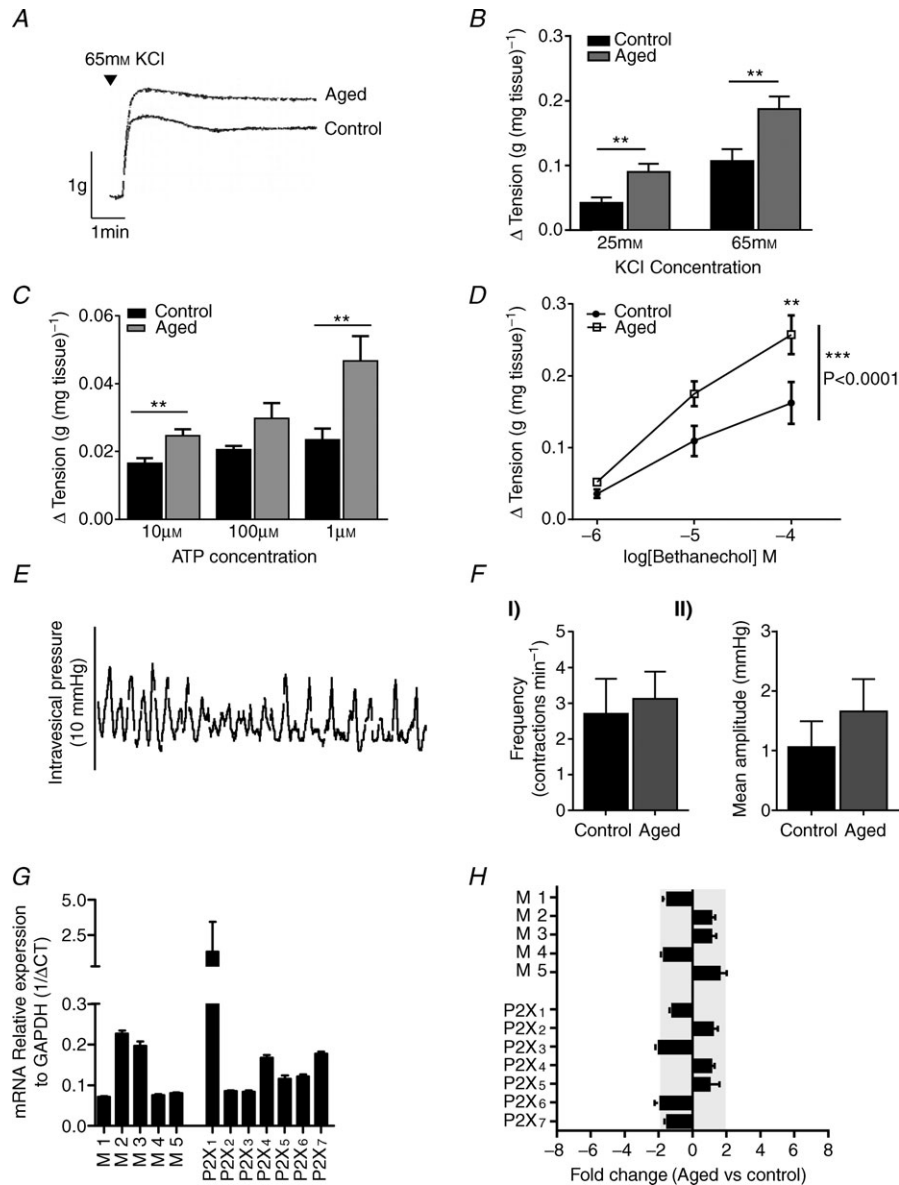 A
65mM KCl
Aged
Control
1g
1min
B
Δ Tension (g (mg tissue)⁻¹)
0.3
0.2
0.1
0.0
Control
Aged
**
**
25mM
65mM
KCl Concentration
C
Δ Tension (g (mg tissue)⁻¹)
0.06
0.04
0.02
0.00
Control
Aged
**
**
10μM
100μM
1μM
ATP concentration
D
Δ Tension (g (mg tissue)⁻¹)
0.3
0.2
0.1
0.0
Control
Aged
**
***
P<0.0001
−6
−5
−4
log[Bethanechol] M
E
Intravesical pressure
(10 mmHg)
F
I)
Frequency
(contractions min⁻¹)
5
4
3
2
1
0
Control Aged
II)
Mean amplitude (mmHg)
3
2
1
0
Control Aged
G
mRNA Relative experssion
to GAPDH (1/ΔCT)
5.0
2.5
0.3
0.2
0.1
0.0
M 1
M 2
M 3
M 4
M 5
P2X1
P2X2
P2X3
P2X4
P2X5
P2X6
P2X7
H
M 1
M 2
M 3
M 4
M 5
P2X1
P2X2
P2X3
P2X4
P2X5
P2X6
P2X7
−8 −6 −4 −2 0 2 4 6 8
Fold change (Aged vs control)